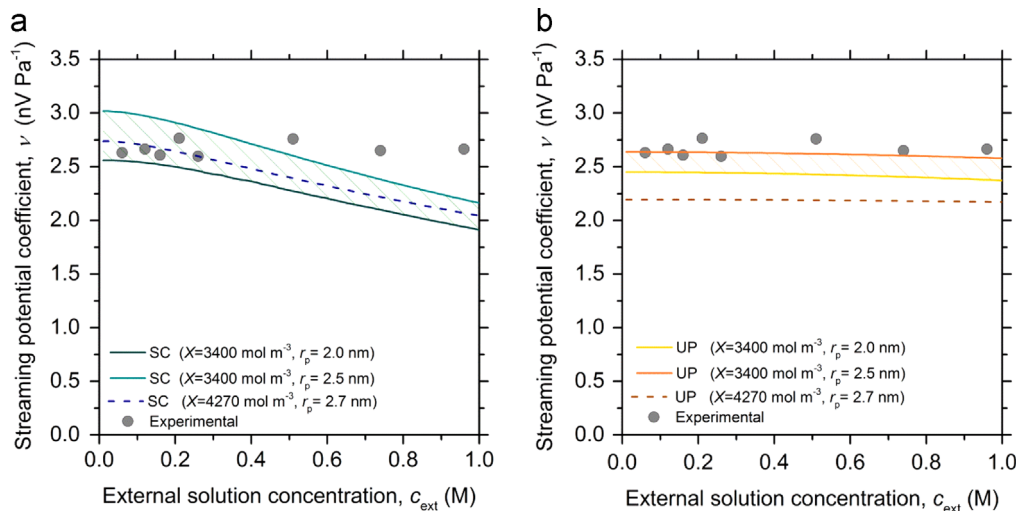 a
Streaming potential coefficient, ν (nV Pa⁻¹)
3.5
3.0
2.5
2.0
1.5
1.0
0.5
0.0
SC (X=3400 mol m⁻³, rₚ= 2.0 nm)
SC (X=3400 mol m⁻³, rₚ= 2.5 nm)
SC (X=4270 mol m⁻³, rₚ= 2.7 nm)
Experimental
0.0 0.2 0.4 0.6 0.8 1.0
External solution concentration, c_ext (M)
b
Streaming potential coefficient, ν (nV Pa⁻¹)
3.5
3.0
2.5
2.0
1.5
1.0
0.5
0.0
UP (X=3400 mol m⁻³, rₚ= 2.0 nm)
UP (X=3400 mol m⁻³, rₚ= 2.5 nm)
UP (X=4270 mol m⁻³, rₚ= 2.7 nm)
Experimental
0.0 0.2 0.4 0.6 0.8 1.0
External solution concentration, c_ext (M)